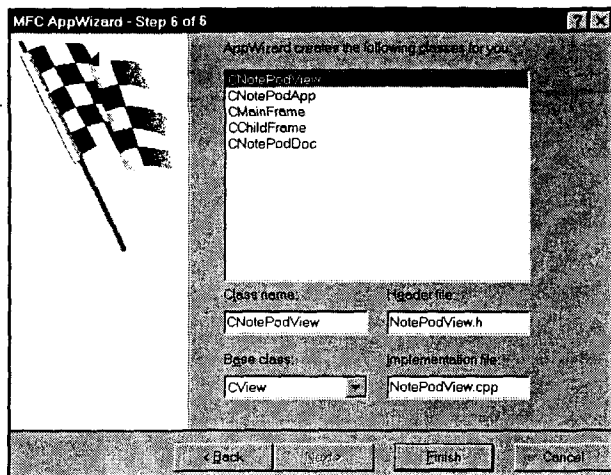 MFC AppWizard - Step 6 of 6
AppWizard creates the following classes for you:
CNotePodView
CNotePodApp
CMainFrame
CChildFrame
CNotePodDoc
Class name: Header file:
CNotePodView NotePodView.h
Base class: Implementation file:
CView NotePodView.cpp
< Back Next > Finish Cancel